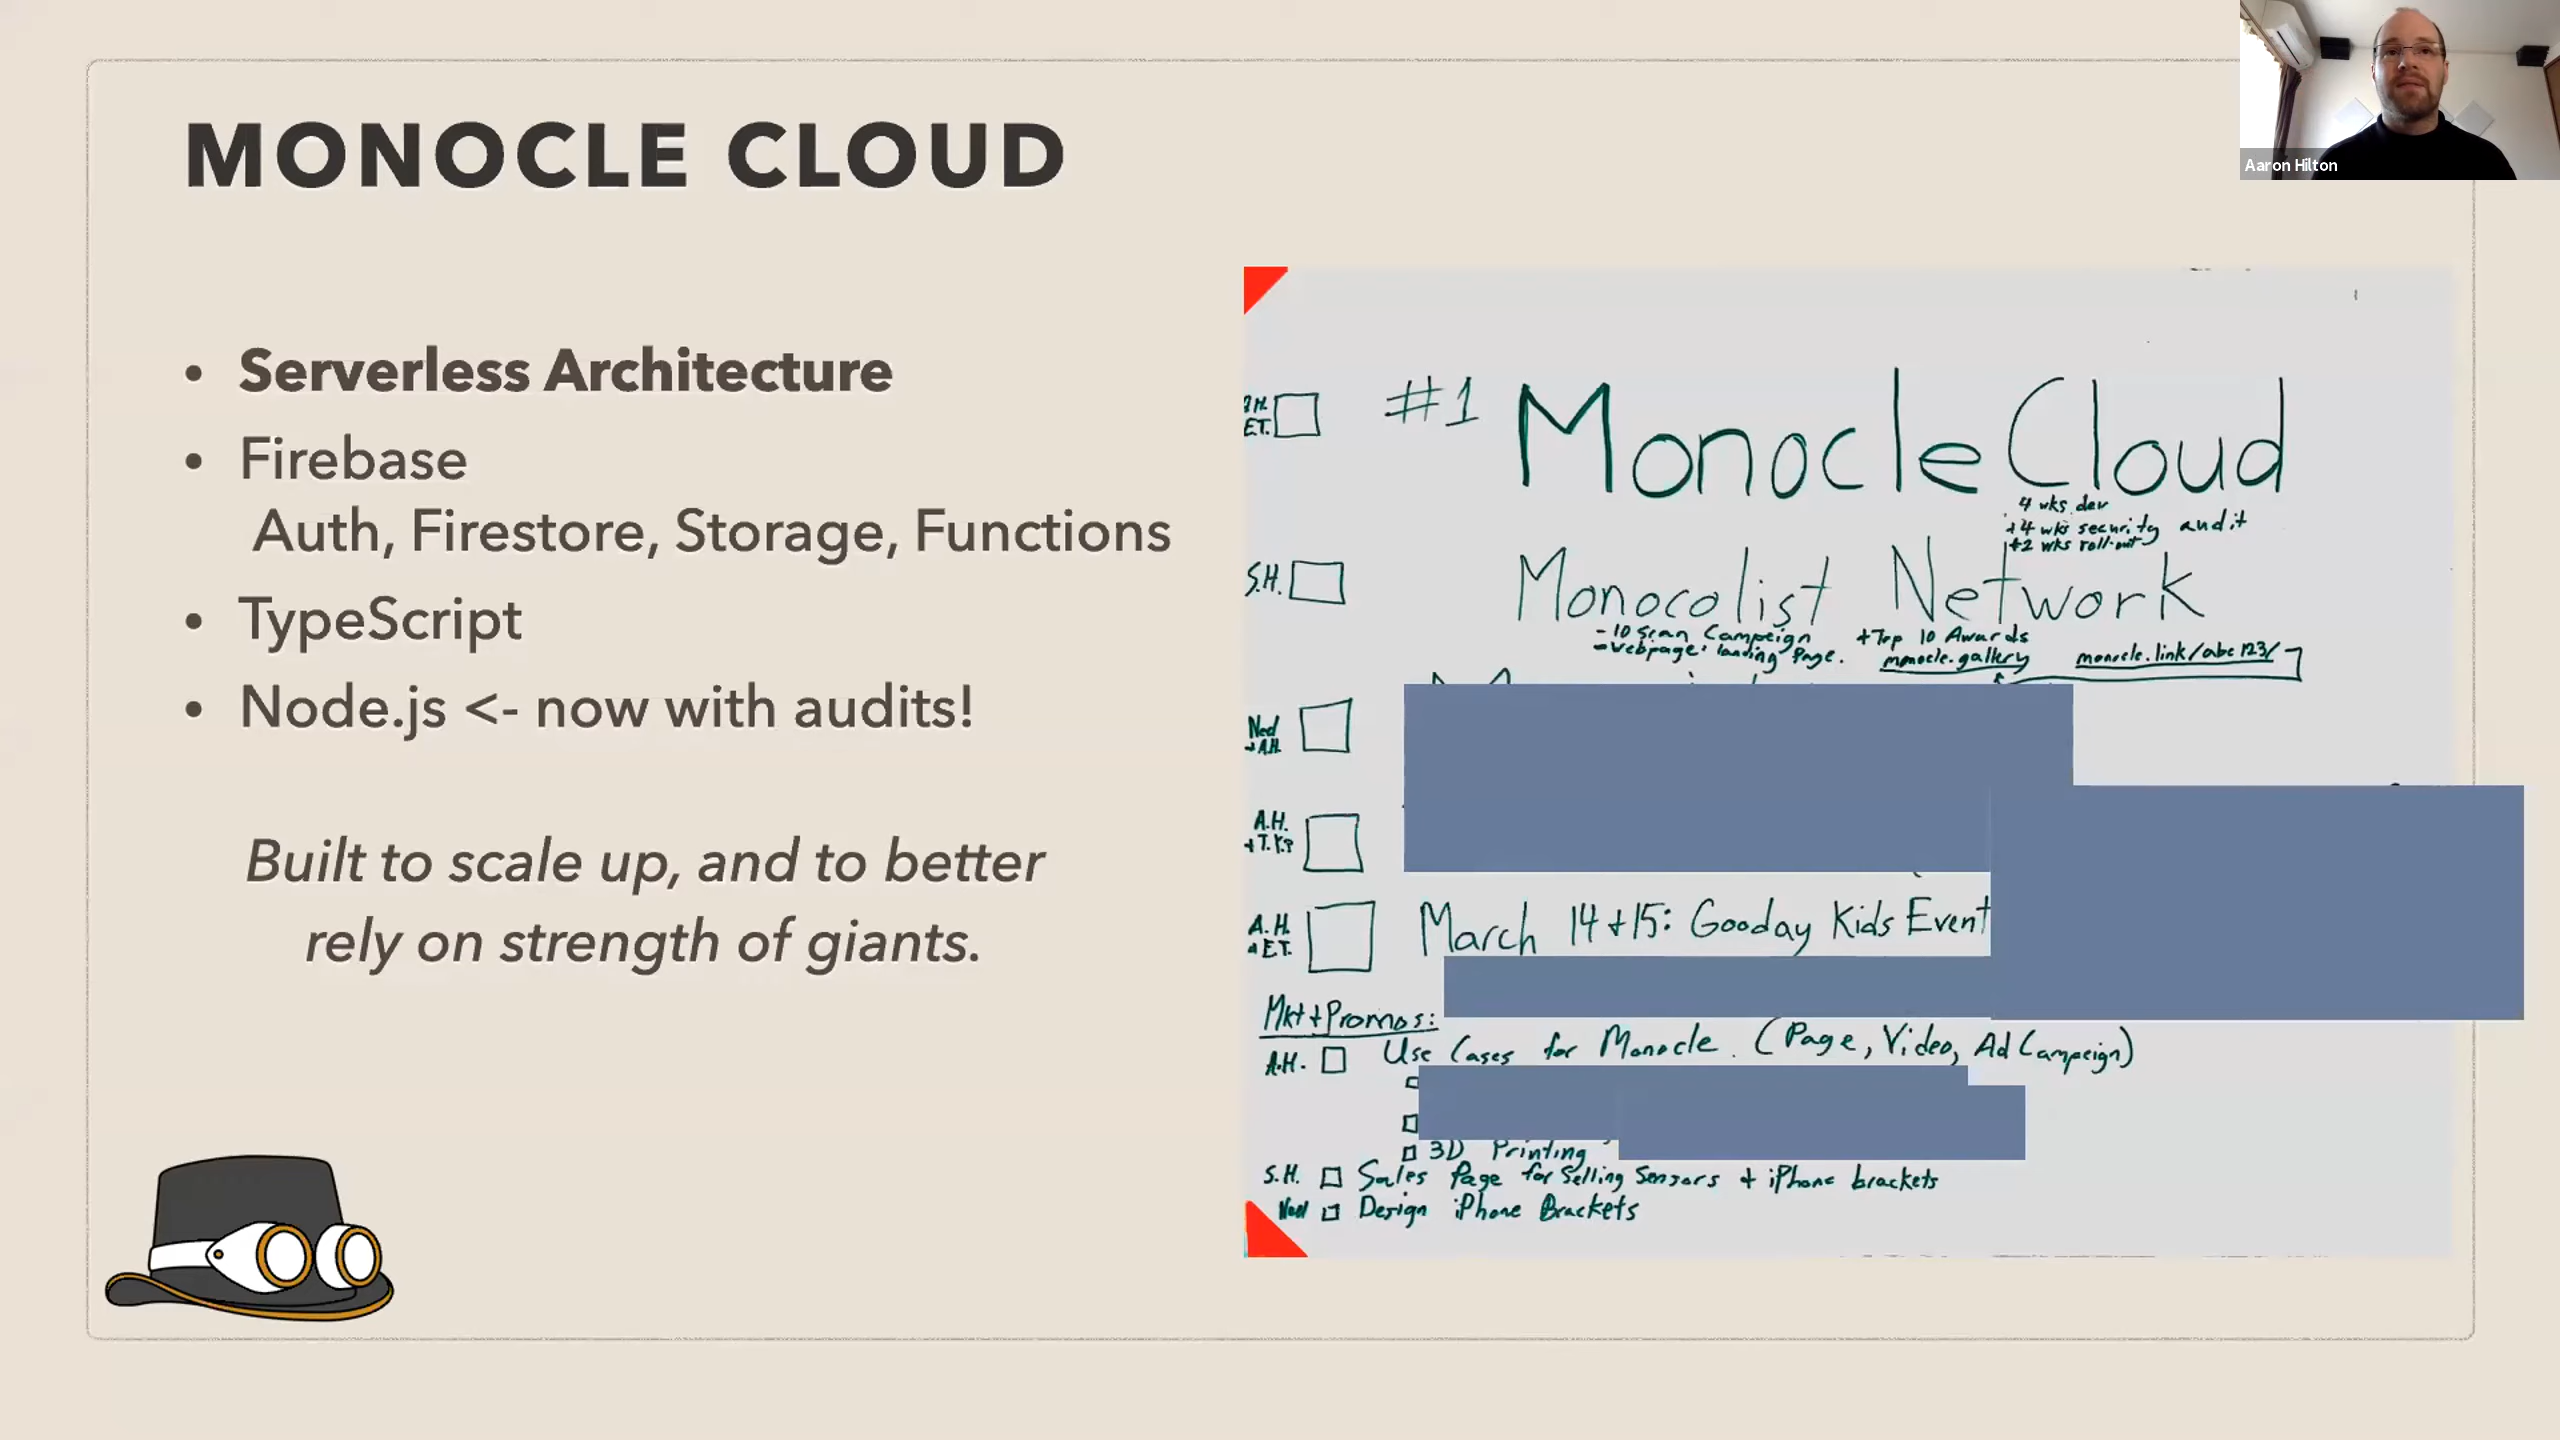 MONOCLE CLOUD
Aaron Hilton
• Serverless Architecture
• Firebase
Auth, Firestore, Storage, Functions
• TypeScript
• Node.js <- now with audits!
Built to scale up, and to better
rely on strength of giants.
E.T.
#1 Monocle Cloud
4 wks dev
+4 wks security audit
+2 wks roll-out
S.H.
Monocolist Network
- 10 Scan Campaign
- Webpage: landing Page.
+Top 10 Awards
monocle.gallery
monocle.link/abc123/
Ned
+A.H.
A.H.
+T.Y.?
A.H.
+E.T.
March 14+15: Gooday Kids Event
Mkt+Promos:
A.H. Use Cases for Monocle. (Page, Video, Ad Campaign)
3D Printing
S.H. Sales Page for Selling Sensors + iPhone brackets
Ned Design iPhone Brackets